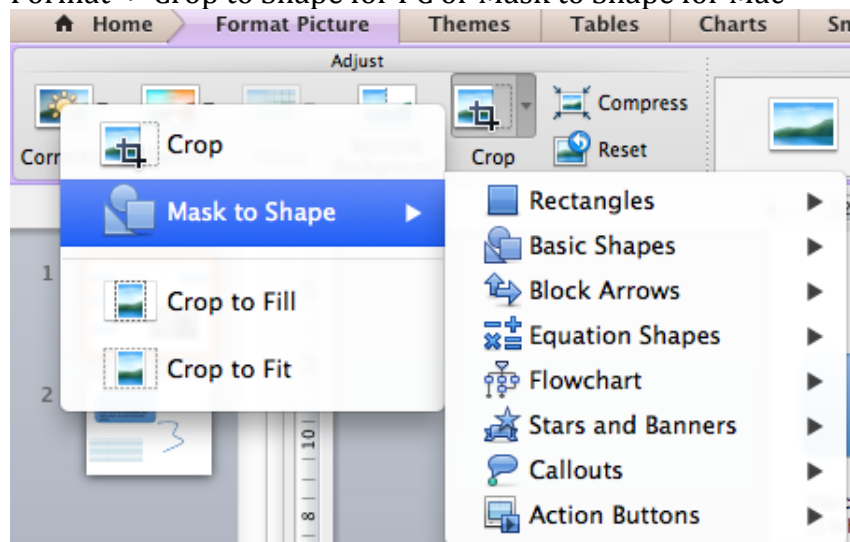 Format → Crop to Shape for PC or Mask to Shape for Mac
Home Format Picture Themes Tables Charts
Adjust
Compress
Crop Reset
Crop
Mask to Shape
Crop to Fill
Crop to Fit
Rectangles
Basic Shapes
Block Arrows
Equation Shapes
Flowchart
Stars and Banners
Callouts
Action Buttons
1
2
10
8